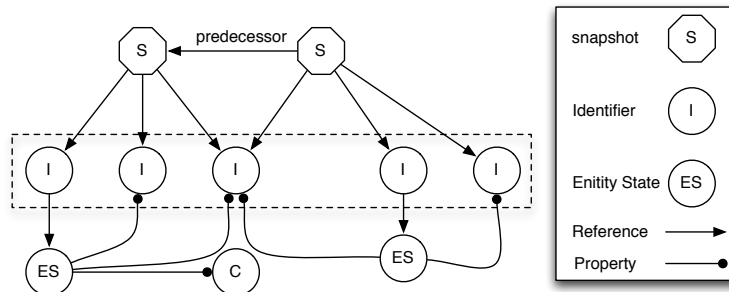 predecessor
S
S
I
I
I
I
I
ES
C
ES
snapshot
S
Identifier
I
Enitity State
ES
Reference
Property